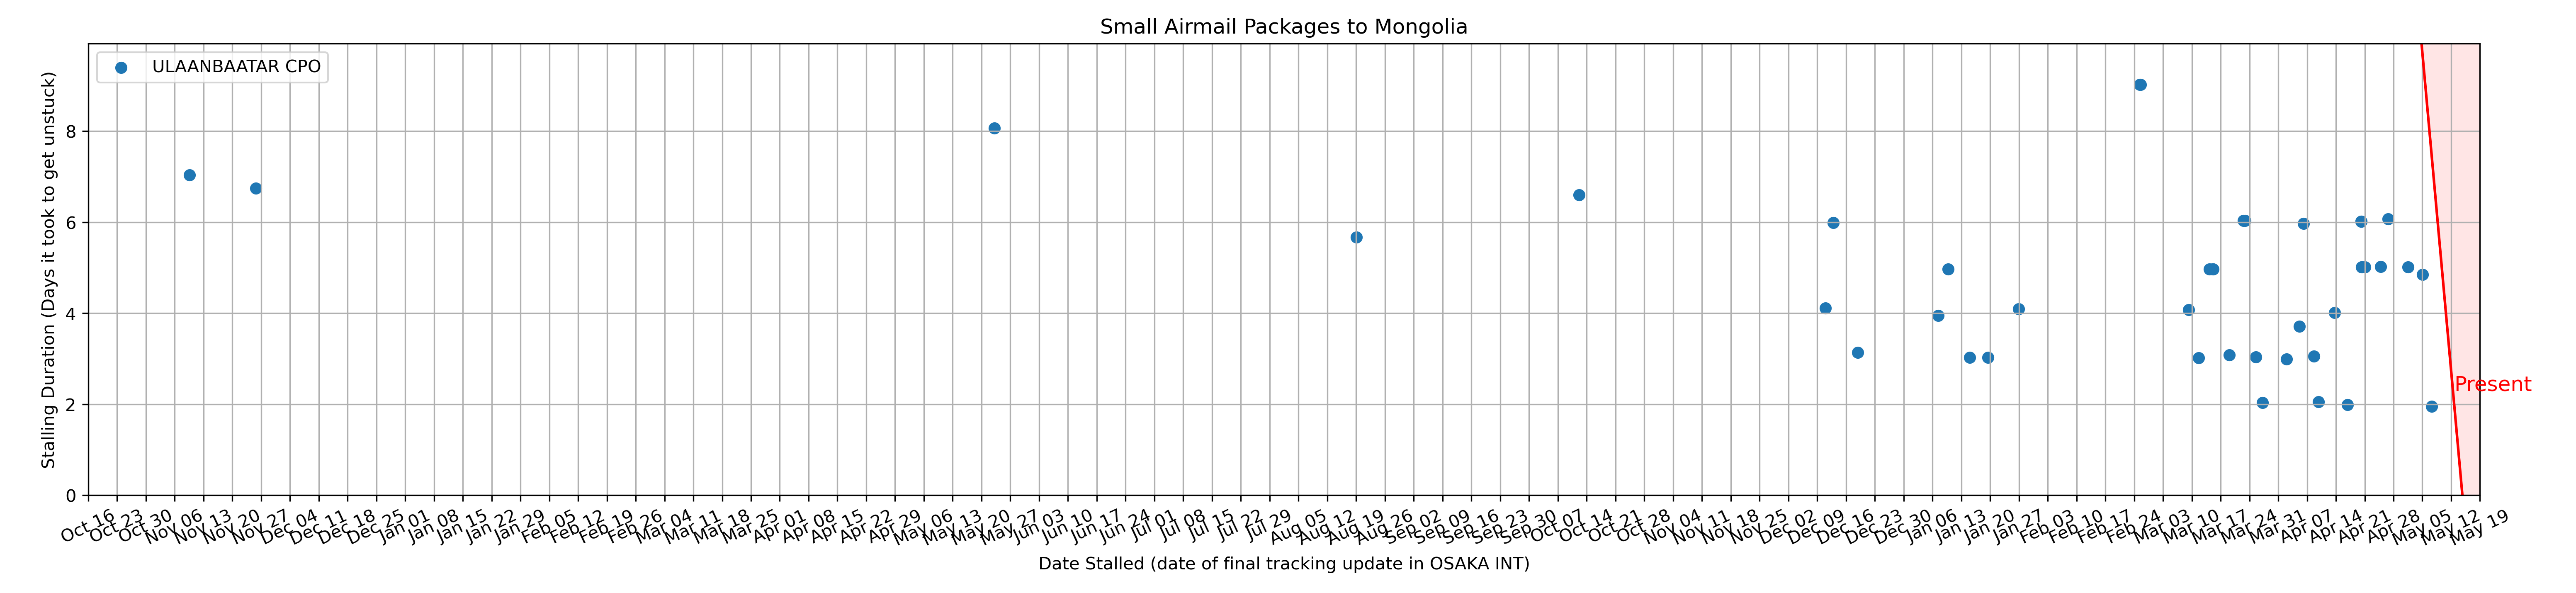 Small Airmail Packages to Mongolia
ULAANBAATAR CPO
Stalling Duration (Days it took to get unstuck)
8
6
4
2
0
Present
Oct 16
Oct 23
Oct 30
Nov 06
Nov 13
Nov 20
Nov 27
Dec 04
Dec 11
Dec 18
Dec 25
Jan 01
Jan 08
Jan 15
Jan 22
Jan 29
Feb 05
Feb 12
Feb 19
Feb 26
Mar 04
Mar 11
Mar 18
Mar 25
Apr 01
Apr 08
Apr 15
Apr 22
Apr 29
May 06
May 13
May 20
May 27
Jun 03
Jun 10
Jun 17
Jun 24
Jul 01
Jul 08
Jul 15
Jul 22
Jul 29
Aug 05
Aug 12
Aug 19
Aug 26
Sep 02
Sep 09
Sep 16
Sep 23
Sep 30
Oct 07
Oct 14
Oct 21
Oct 28
Nov 04
Nov 11
Nov 18
Nov 25
Dec 02
Dec 09
Dec 16
Dec 23
Dec 30
Jan 06
Jan 13
Jan 20
Jan 27
Feb 03
Feb 10
Feb 17
Feb 24
Mar 03
Mar 10
Mar 17
Mar 24
Mar 31
Apr 07
Apr 14
Apr 21
Apr 28
May 05
May 12
May 19
Date Stalled (date of final tracking update in OSAKA INT)